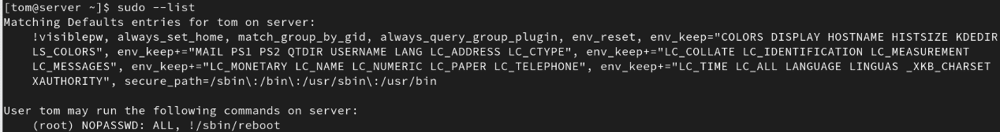 [tom@server ~]$ sudo --list
Matching Defaults entries for tom on server:
    !visiblepw, always_set_home, match_group_by_gid, always_query_group_plugin, env_reset, env_keep="COLORS DISPLAY HOSTNAME HISTSIZE KDEDIR
    LS_COLORS", env_keep+="MAIL PS1 PS2 QTDIR USERNAME LANG LC_ADDRESS LC_CTYPE", env_keep+="LC_COLLATE LC_IDENTIFICATION LC_MEASUREMENT
    LC_MESSAGES", env_keep+="LC_MONETARY LC_NAME LC_NUMERIC LC_PAPER LC_TELEPHONE", env_keep+="LC_TIME LC_ALL LANGUAGE LINGUAS _XKB_CHARSET
    XAUTHORITY", secure_path=/sbin\:/bin\:/usr/sbin\:/usr/bin

User tom may run the following commands on server:
    (root) NOPASSWD: ALL, !/sbin/reboot